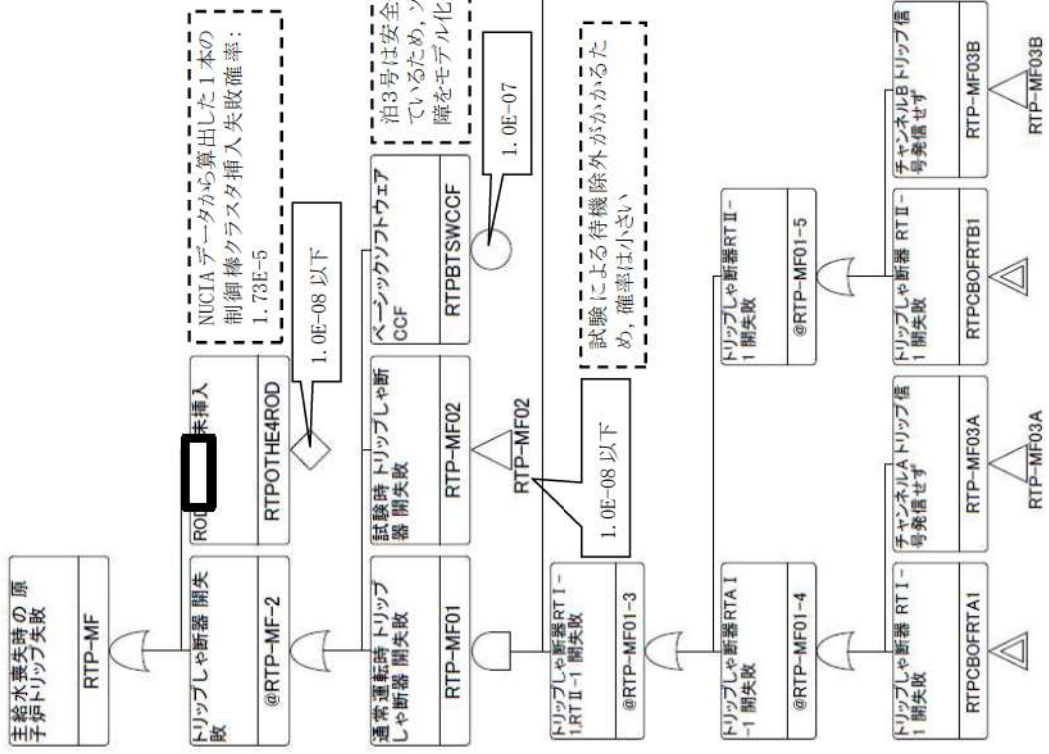 主給水喪失時の 原
子炉トリップ失敗
RTP-MF
トリップしゃ断器 開失
敗
@RTP-MF-2
ROD
未挿入
RTPOTHE4ROD
1.0E-08 以下
NUCIAデータから算出した1本の
制御棒クラスタ挿入失敗確率:
1.73E-5
通常運転時 トリップ
しゃ断器 開失敗
RTP-MF01
試験時 トリップしゃ断
器 開失敗
RTP-MF02
RTP-MF02
1.0E-08 以下
試験による待機除外がかかるた
め,確率は小さい
ベーシックソフトウェア
CCF
RTPBTSWCCF
1.0E-07
泊3号は安全
ているため,ソ
障をモデル化
トリップしゃ断器RTⅠ-
1,RTⅡ-1 開失敗
@RTP-MF01-3
トリップしゃ断器RTAⅠ
-1 開失敗
@RTP-MF01-4
トリップしゃ断器RTⅡ-
1 開失敗
@RTP-MF01-5
トリップしゃ断器 RTⅠ-
1 開失敗
RTPCBOFRTA1
チャンネルAトリップ信
号発信せず
RTP-MF03A
RTP-MF03A
トリップしゃ断器 RTⅡ-
1 開失敗
RTPCBOFRTB1
チャンネルBトリップ信
号発信せず
RTP-MF03B
RTP-MF03B